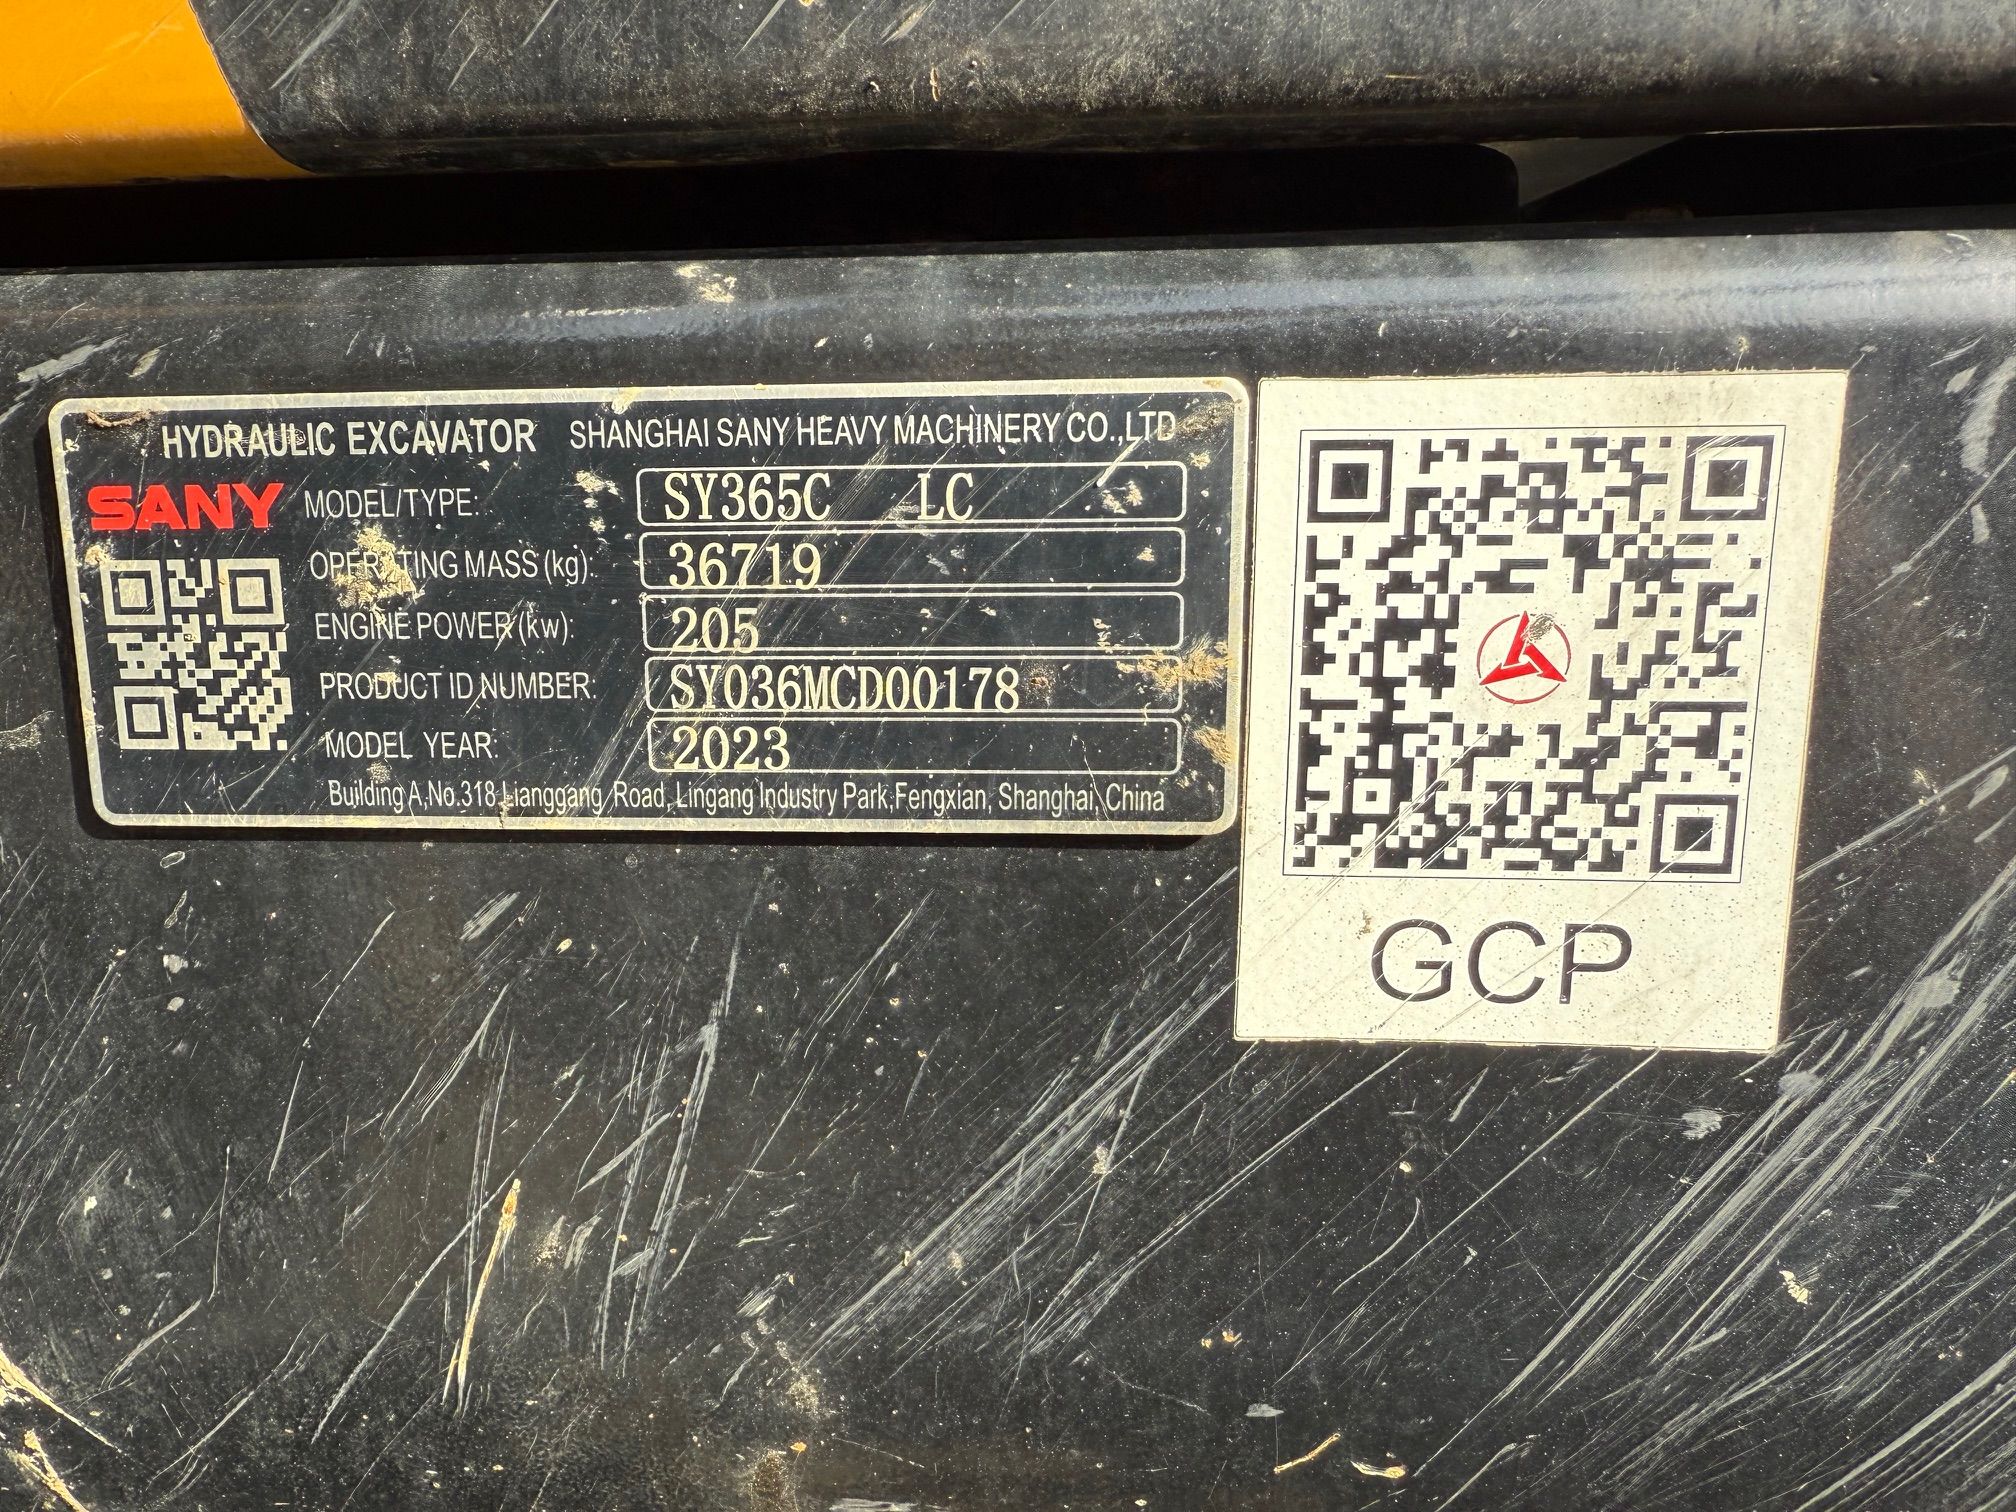 HYDRAULIC EXCAVATOR SHANGHAI SANY HEAVY MACHINERY CO.,LTD
SANY MODEL/TYPE: SY365C LC
OPERATING MASS (kg): 36719
ENGINE POWER (kw): 205
PRODUCT ID NUMBER: SY036MCD00178
MODEL YEAR: 2023
Building A,No.318 Lianggang Road, Lingang Industry Park,Fengxian, Shanghai, China
GCP